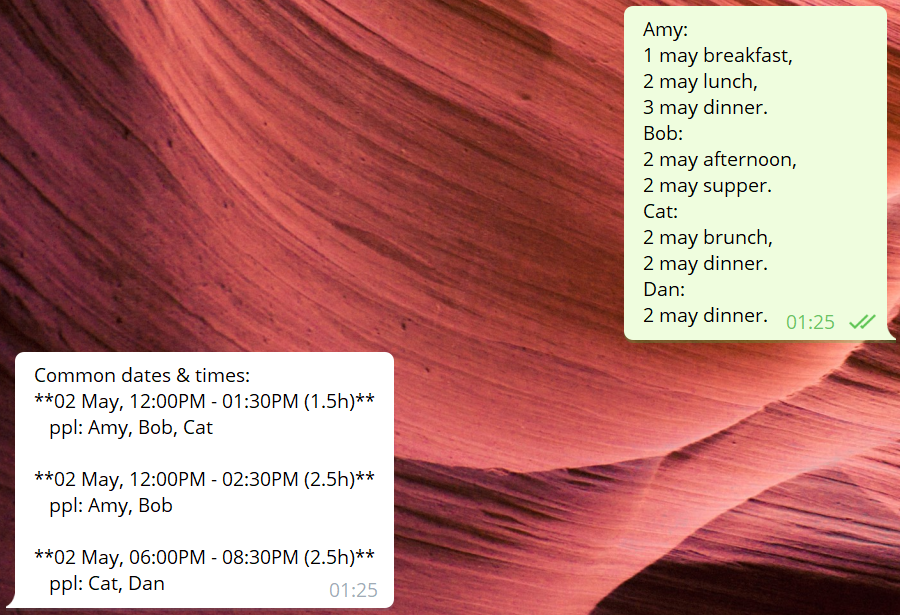 Amy:
1 may breakfast,
2 may lunch,
3 may dinner.
Bob:
2 may afternoon,
2 may supper.
Cat:
2 may brunch,
2 may dinner.
Dan:
2 may dinner.
01:25
Common dates & times:
**02 May, 12:00PM - 01:30PM (1.5h)**
ppl: Amy, Bob, Cat
**02 May, 12:00PM - 02:30PM (2.5h)**
ppl: Amy, Bob
**02 May, 06:00PM - 08:30PM (2.5h)**
ppl: Cat, Dan
01:25